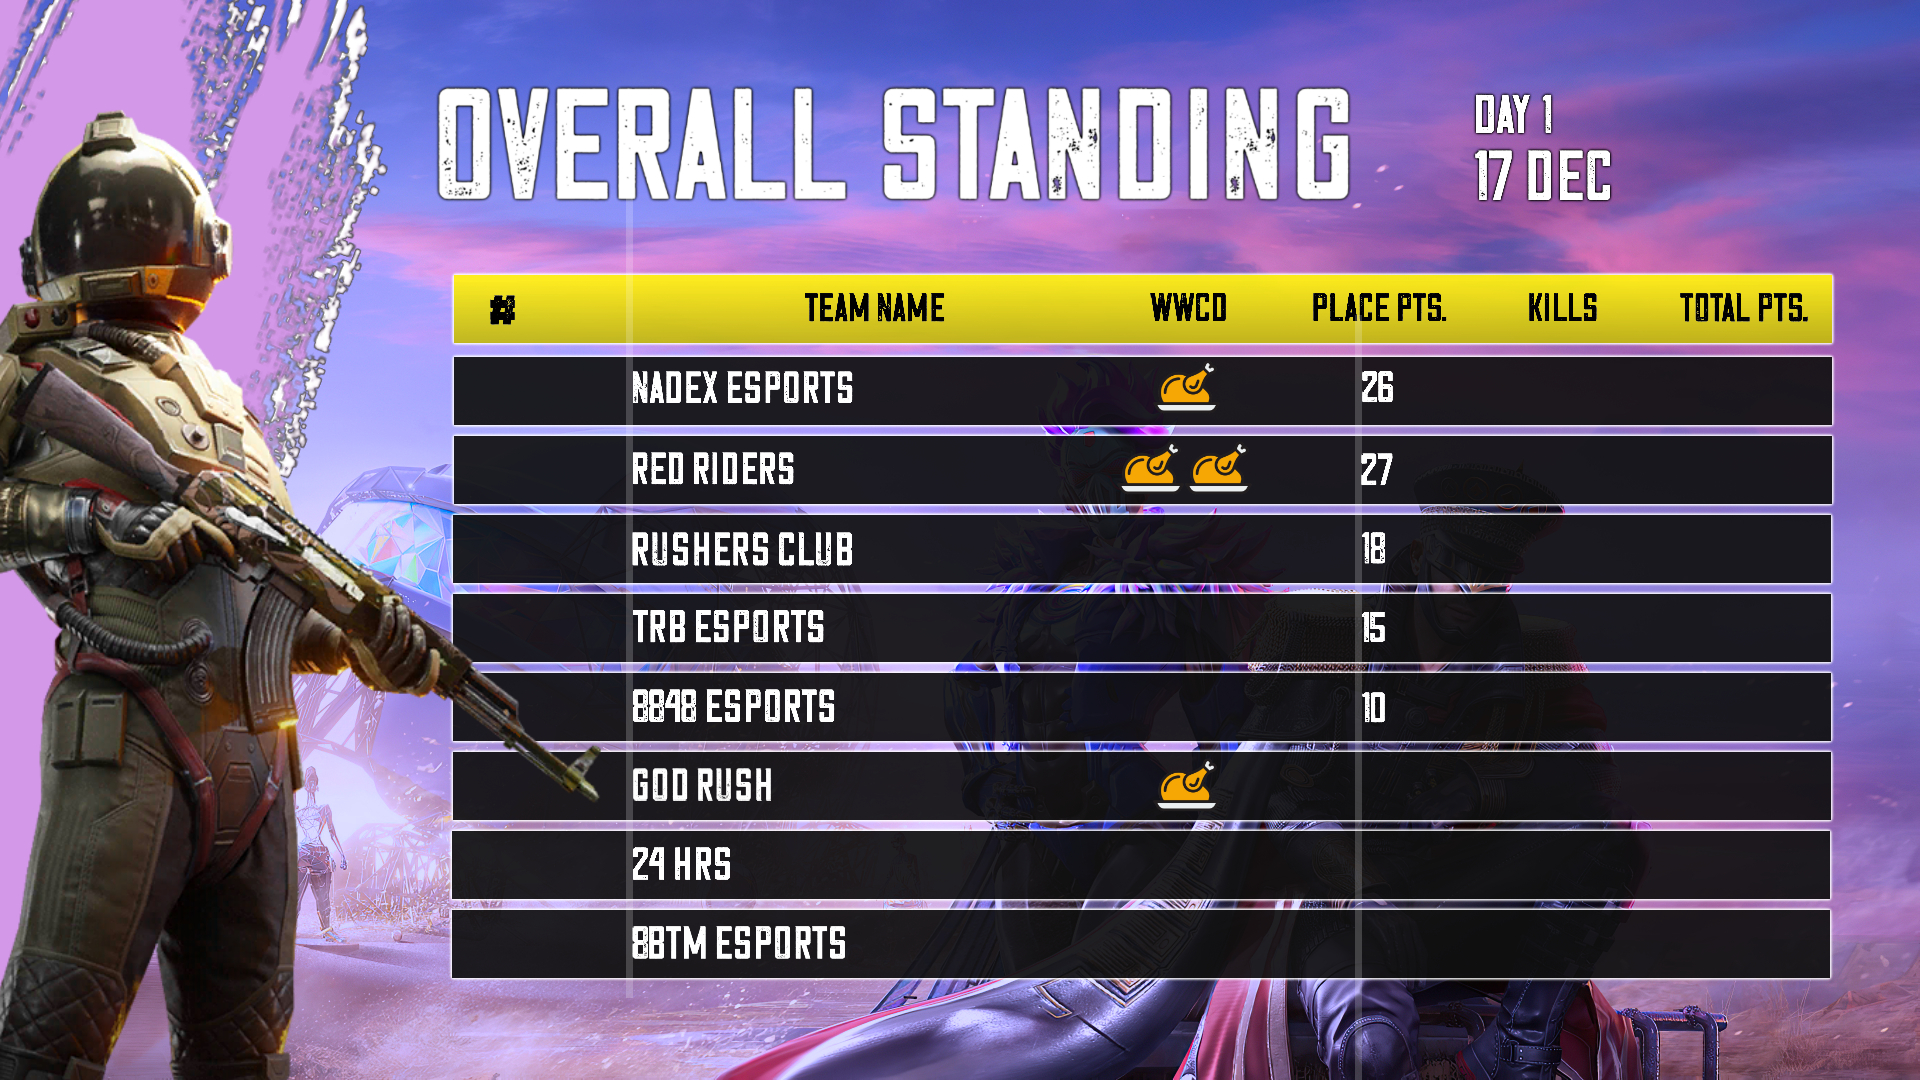 OVERALL STANDING
DAY 1
17 DEC
# TEAM NAME WWCD PLACE PTS. KILLS TOTAL PTS.
NADEX ESPORTS 26
RED RIDERS 27
RUSHERS CLUB 18
TRB ESPORTS 15
8848 ESPORTS 10
GOD RUSH
24 HRS
8BTM ESPORTS